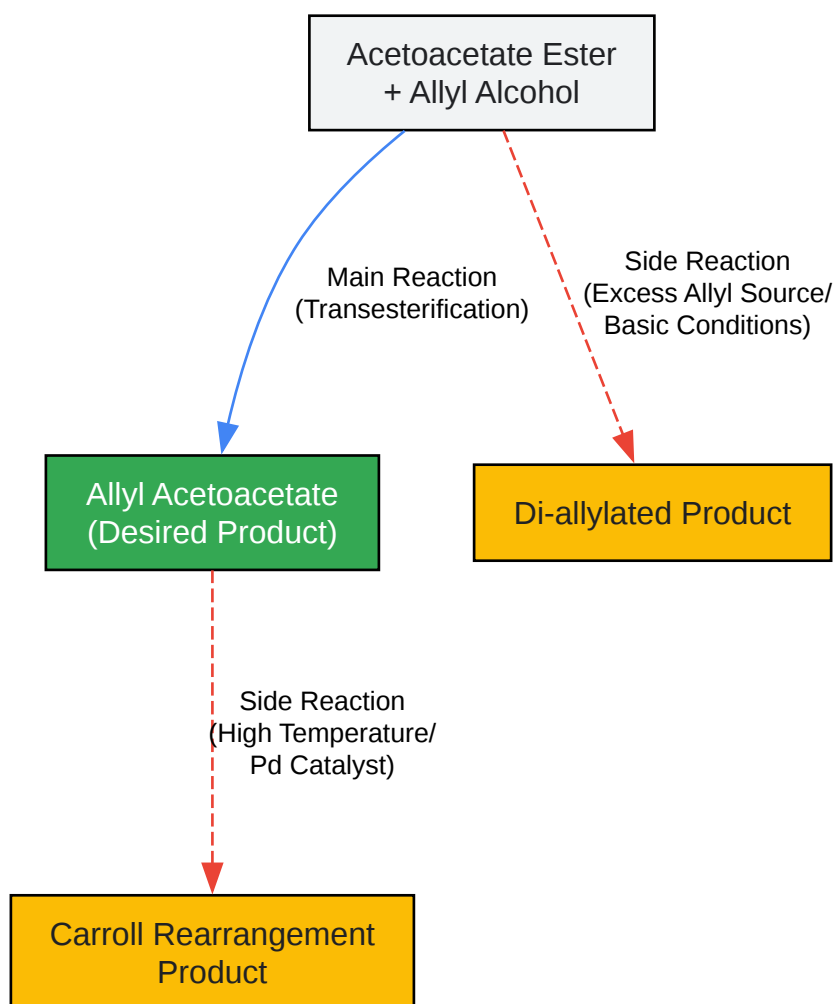 Acetoacetate Ester
+ Allyl Alcohol
Main Reaction
(Transesterification)
Side Reaction
(Excess Allyl Source/
Basic Conditions)
Allyl Acetoacetate
(Desired Product)
Di-allylated Product
Side Reaction
(High Temperature/
Pd Catalyst)
Carroll Rearrangement
Product